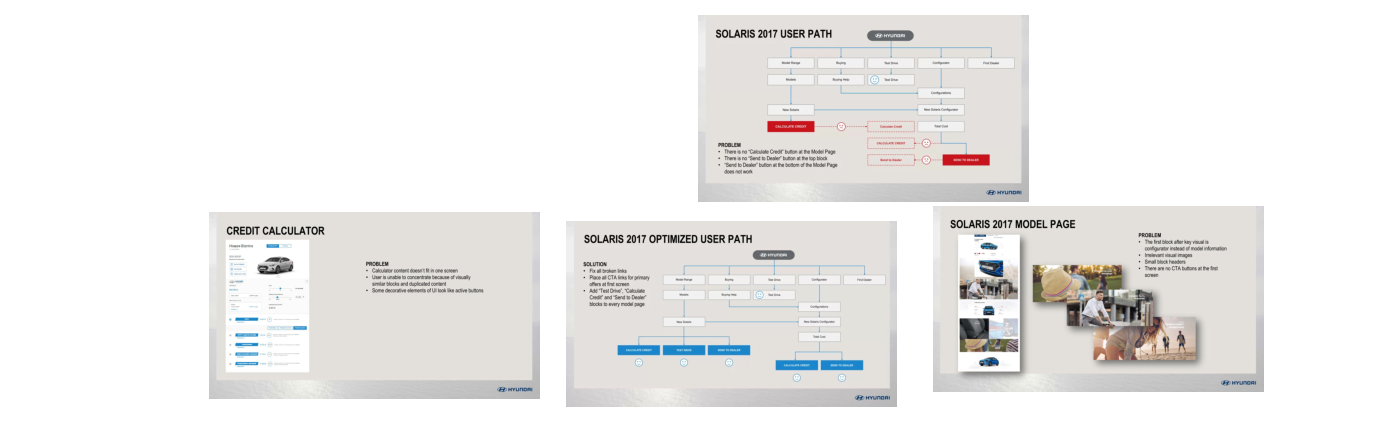 SOLARIS 2017 USER PATH
HYUNDAI
Model Range
Buying
Test Drive
Configurator
Find Dealer
Models
Buying Help
Test Drive
Configurations
New Solaris
New Solaris Configurator
CALCULATE CREDIT
Calculate Credit
Total Cost
CALCULATE CREDIT
Send to Dealer
SEND TO DEALER
PROBLEM
• There is no "Calculate Credit" button at the Model Page
• There is no "Send to Dealer" button at the top block
• "Send to Dealer" button at the bottom of the Model Page
does not work
HYUNDAI
CREDIT CALCULATOR
PROBLEM
• Calculator content doesn't fit in one screen
• User is unable to concentrate because of visually
similar blocks and duplicated content
• Some decorative elements of UI look like active buttons.
HYUNDAI
SOLARIS 2017 OPTIMIZED USER PATH
HYUNDAI
SOLUTION
• Fix all broken links
• Place all CTA links for primary
offers at first screen
• Add "Test Drive", "Calculate
Credit" and "Send to Dealer"
blocks to every model page
Model Range
Buying
Test Drive
Configurator
Find Dealer
Models
Buying Help
Test Drive
Configurations
New Solaris
New Solaris Configurator
Total Cost
CALCULATE CREDIT
TEST DRIVE
SEND TO DEALER
CALCULATE CREDIT
SEND TO DEALER
HYUNDAI
SOLARIS 2017 MODEL PAGE
PROBLEM
• The first block after key visual is
configurator instead of model information
• Irrelevant visual images
• Small block headers
• There are no CTA buttons at the first
screen
HYUNDAI